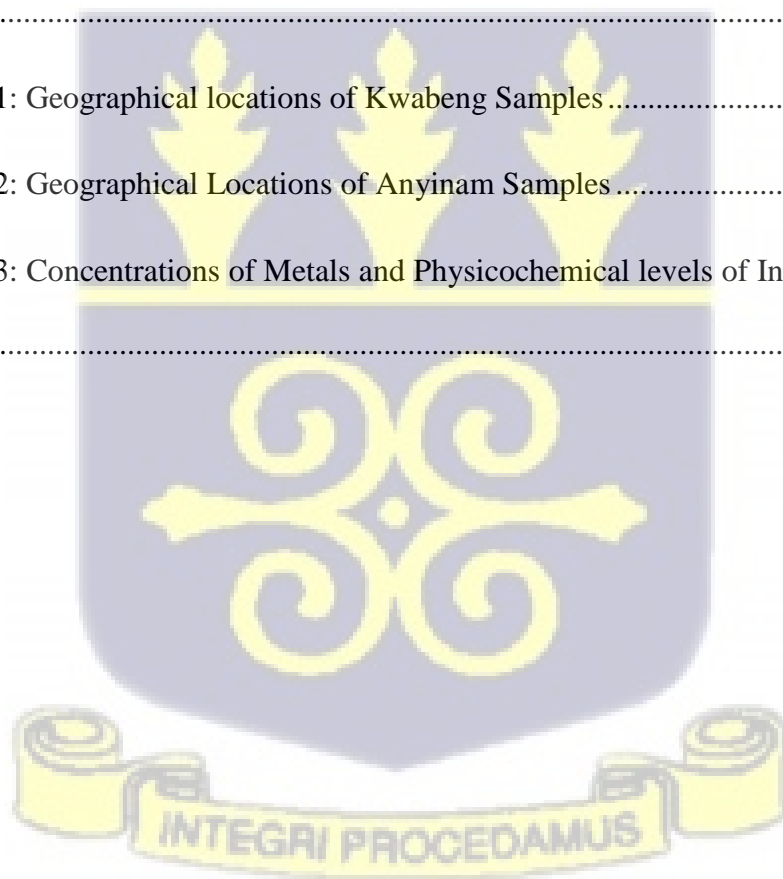 ....................................................................................................
1: Geographical locations of Kwabeng Samples......................
2: Geographical Locations of Anyinam Samples.....................
3: Concentrations of Metals and Physicochemical levels of In
....................................................................................................
INTEGRI PROCEDAMUS